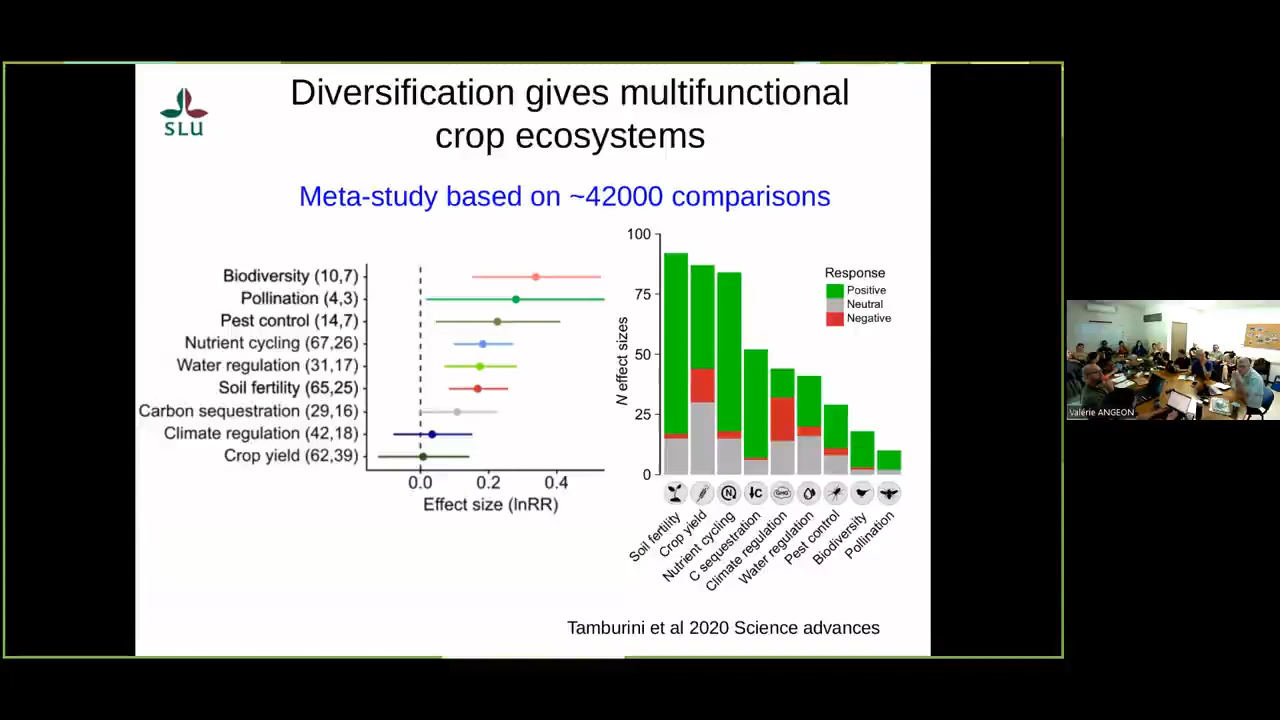 Diversification gives multifunctional
crop ecosystems
SLU
Meta-study based on ~42000 comparisons
Biodiversity (10,7)
Pollination (4,3)
Pest control (14,7)
Nutrient cycling (67,26)
Water regulation (31,17)
Soil fertility (65,25)
Carbon sequestration (29,16)
Climate regulation (42,18)
Crop yield (62,39)
0.0 0.2 0.4
Effect size (lnRR)
100
75
50
25
0
N effect sizes
Response
Positive
Neutral
Negative
N
C
GHG
Soil fertility
Crop yield
Nutrient cycling
C sequestration
Climate regulation
Water regulation
Pest control
Biodiversity
Pollination
Tamburini et al 2020 Science advances
Valérie ANGEON